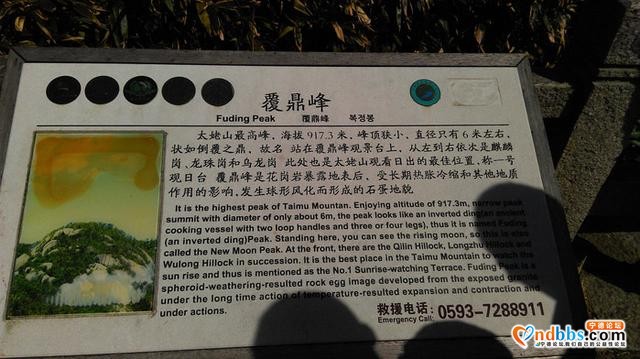 覆鼎峰
Fuding Peak 覆鼎峰 복정봉
太姥山最高峰，海拔 917.3 米，峰顶狭小，直径只有 6 米左右，
状如倒覆之鼎，故名 站在覆鼎峰观景台上，从左到右依次是麒麟
岗、龙珠岗和乌龙岗 此处也是太姥山观看日出的最佳位置，称一号
观日台 覆鼎峰是花岗岩暴露地表后，受长期热胀冷缩和其他地质
作用的影响，发生球形风化而形成的石蛋地貌
It is the highest peak of Taimu Mountan. Enjoying altitude of 917.3m, narrow peak
summit with diameter of only about 6m, the peak looks like an inverted ding(an ancient
cooking vessel with two loop handles and three or four legs), thus it is named Fuding
(an inverted ding)Peak. Standing here, you can see the rising moon, so this is also
called the New Moon Peak. At the front, there are the Qilin Hillock, Longzhu Hillock and
Wulong Hillock in succession. It is the best place in the Taimu Mountain to watch the
sun rise and thus is mentioned as the No.1 Sunrise-watching Terrace. Fuding Peak is a
spheroid-weathering-resulted rock egg image developed from the exposed granite
under the long time action of temperature-resulted expansion and contraction and
under actions.
救援电话: 0593-7288911
Emergency Call:
宁德论坛
ndbbs.com